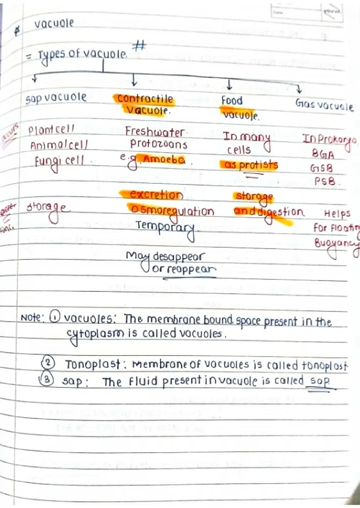 vacuole
= Types of vacuole. #
sap vacuole contractile vacuole. Food vacuole. Gas vacuole
Plant cell Freshwater In many In Prokaryo
Animal cell Protozoans cells BGA
Fungi cell. e.g Amoeba. as protists GSB
PSB.
excretion storage
storage osmoregulation and digestion. Helps
Temporary. For Floating
Buoyancy
May desappear
or reappear
Note: ① vacuoles: The membrane bound space present in the
cytoplasm is called vacuoles.
② Tonoplast: Membrane of vacuoles is called tonoplast
③ sap: The fluid present in vacuole is called sap